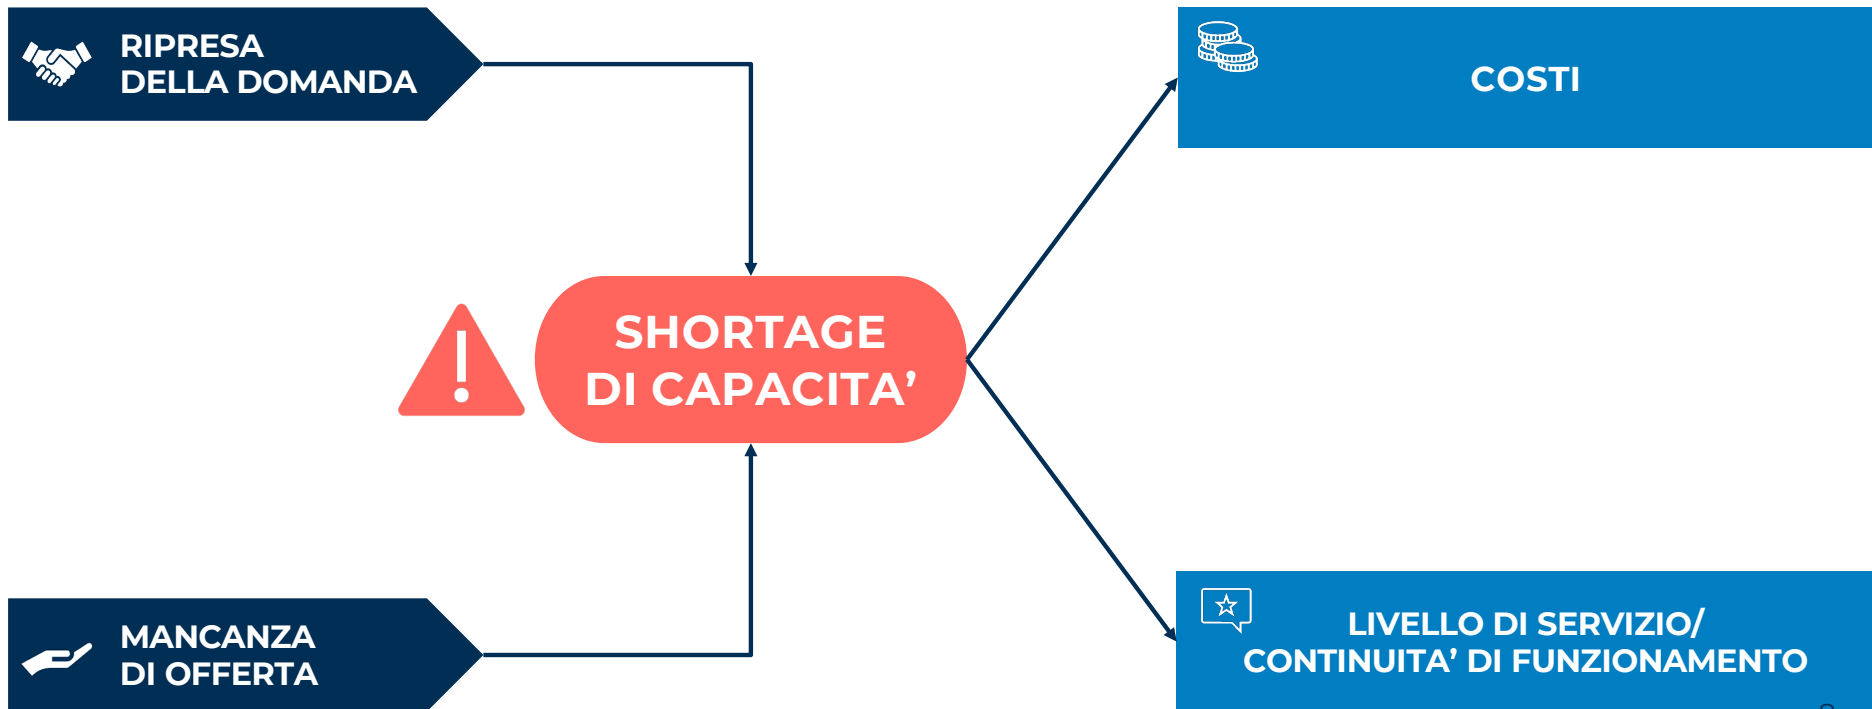 RIPRESA
DELLA DOMANDA
COSTI
SHORTAGE
DI CAPACITA’
MANCANZA
DI OFFERTA
LIVELLO DI SERVIZIO/
CONTINUITA’ DI FUNZIONAMENTO